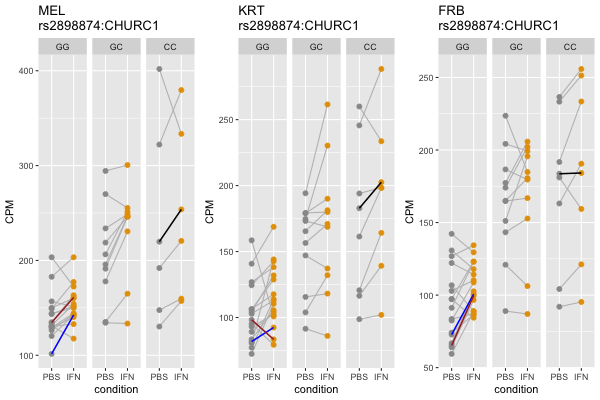 MEL
rs2898874:CHURC1
GG GC CC
400
300
200
100
CPM
PBS IFN PBS IFN PBS IFN
condition
KRT
rs2898874:CHURC1
GG GC CC
250
200
150
100
CPM
PBS IFN PBS IFN PBS IFN
condition
FRB
rs2898874:CHURC1
GG GC CC
250
200
150
100
50
CPM
PBS IFN PBS IFN PBS IFN
condition